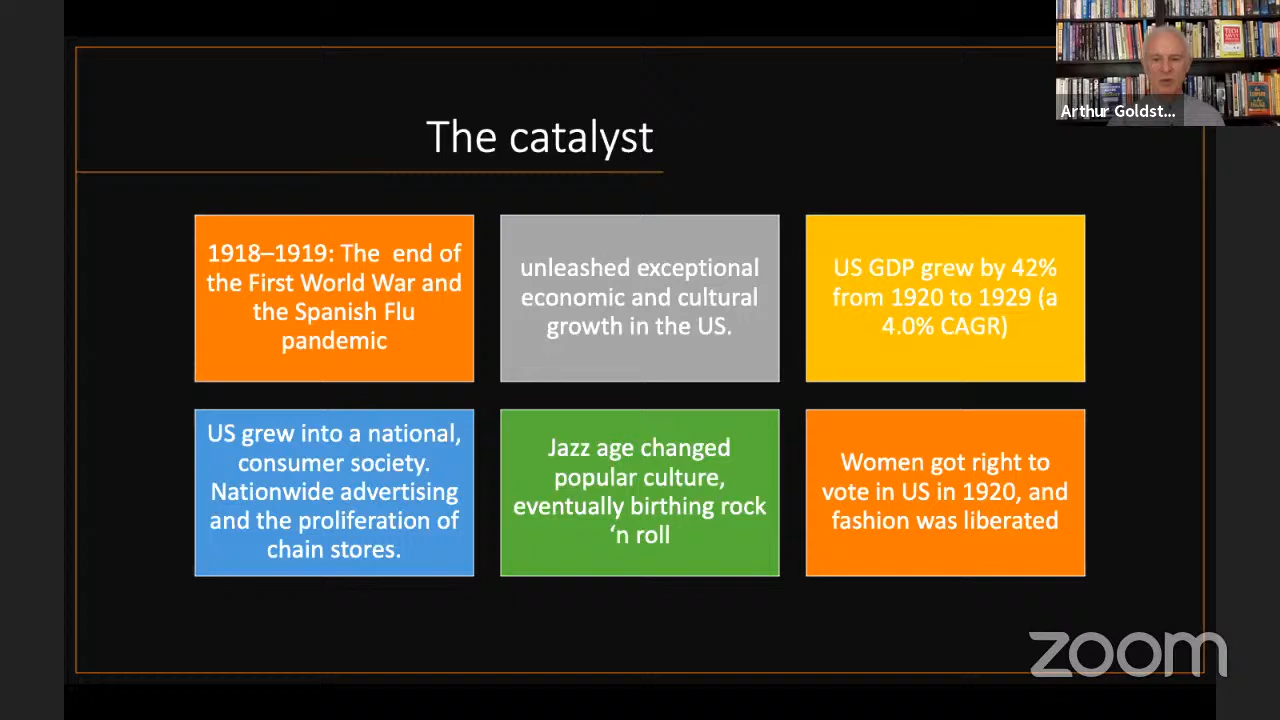 Arthur Goldst...
The catalyst
1918–1919: The end of
the First World War and
the Spanish Flu
pandemic
unleashed exceptional
economic and cultural
growth in the US.
US GDP grew by 42%
from 1920 to 1929 (a
4.0% CAGR)
US grew into a national,
consumer society.
Nationwide advertising
and the proliferation of
chain stores.
Jazz age changed
popular culture,
eventually birthing rock
‘n roll
Women got right to
vote in US in 1920, and
fashion was liberated
zoom